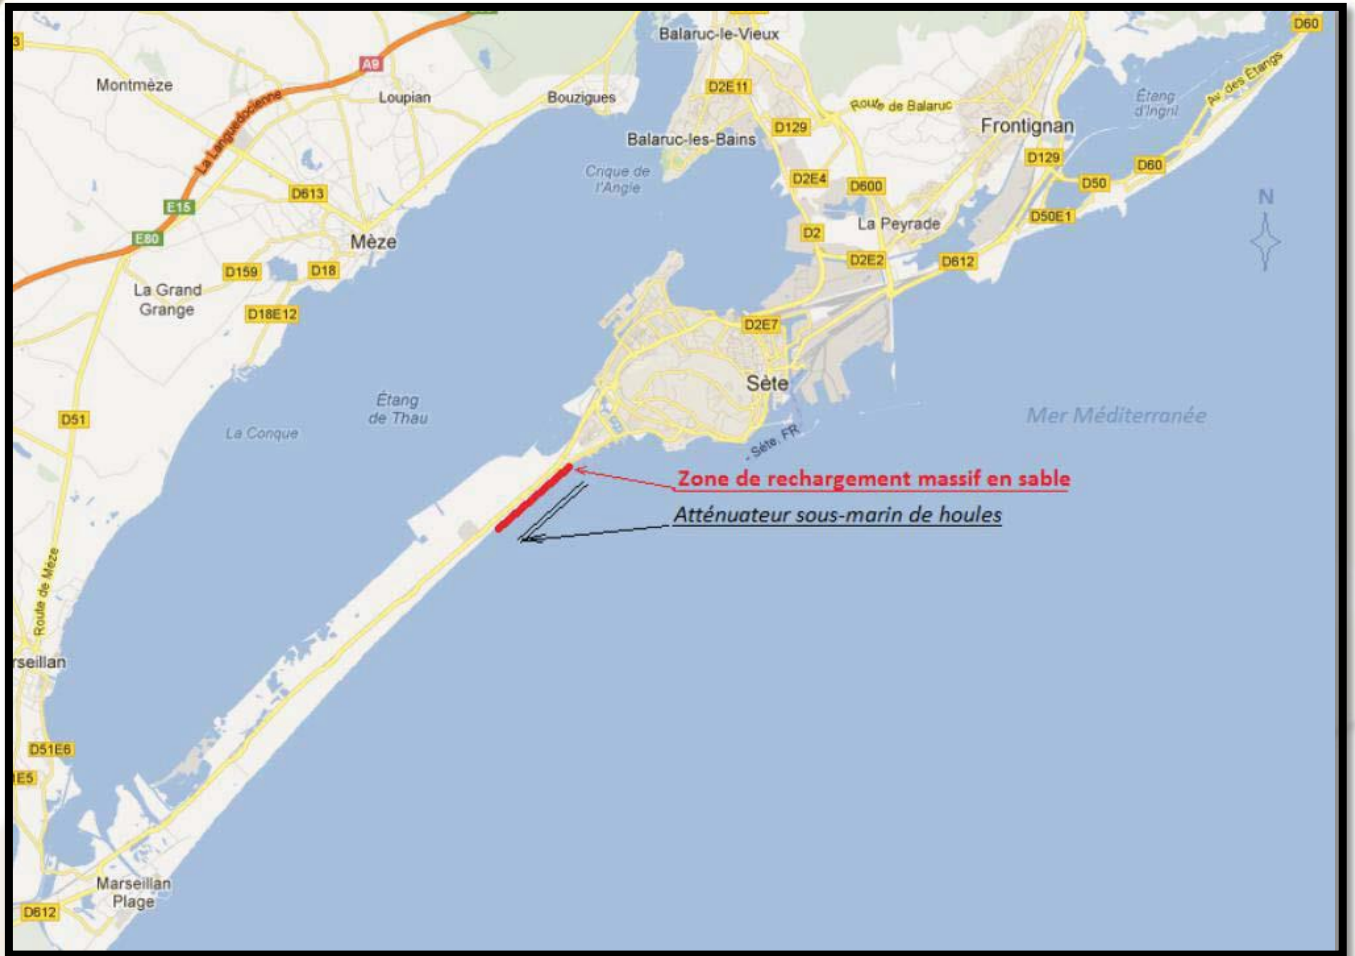 D60
Balaruc-le-Vieux
3
A9
Montmèze
D2E11
Av. des Étangs
Loupian
Bouzigues
Étang
d'Ingril
Route de Balaruc
La Languedocienne
D129
Frontignan
Balaruc-les-Bains
D129
D60
Crique de
l'Angle
D2E4
D600
D50
D613
N
E15
D50E1
La Peyrade
D2
E80
Mèze
D2E2
D612
D159
D18
La Grand
Grange
D18E12
D2E7
Sète
Étang
de Thau
Mer Méditerranée
D51
La Conque
- Sète, FR
Zone de rechargement massif en sable
Atténuateur sous-marin de houles
Route de Mèze
rseillan
D51E6
1E5
Marseillan
Plage
D612